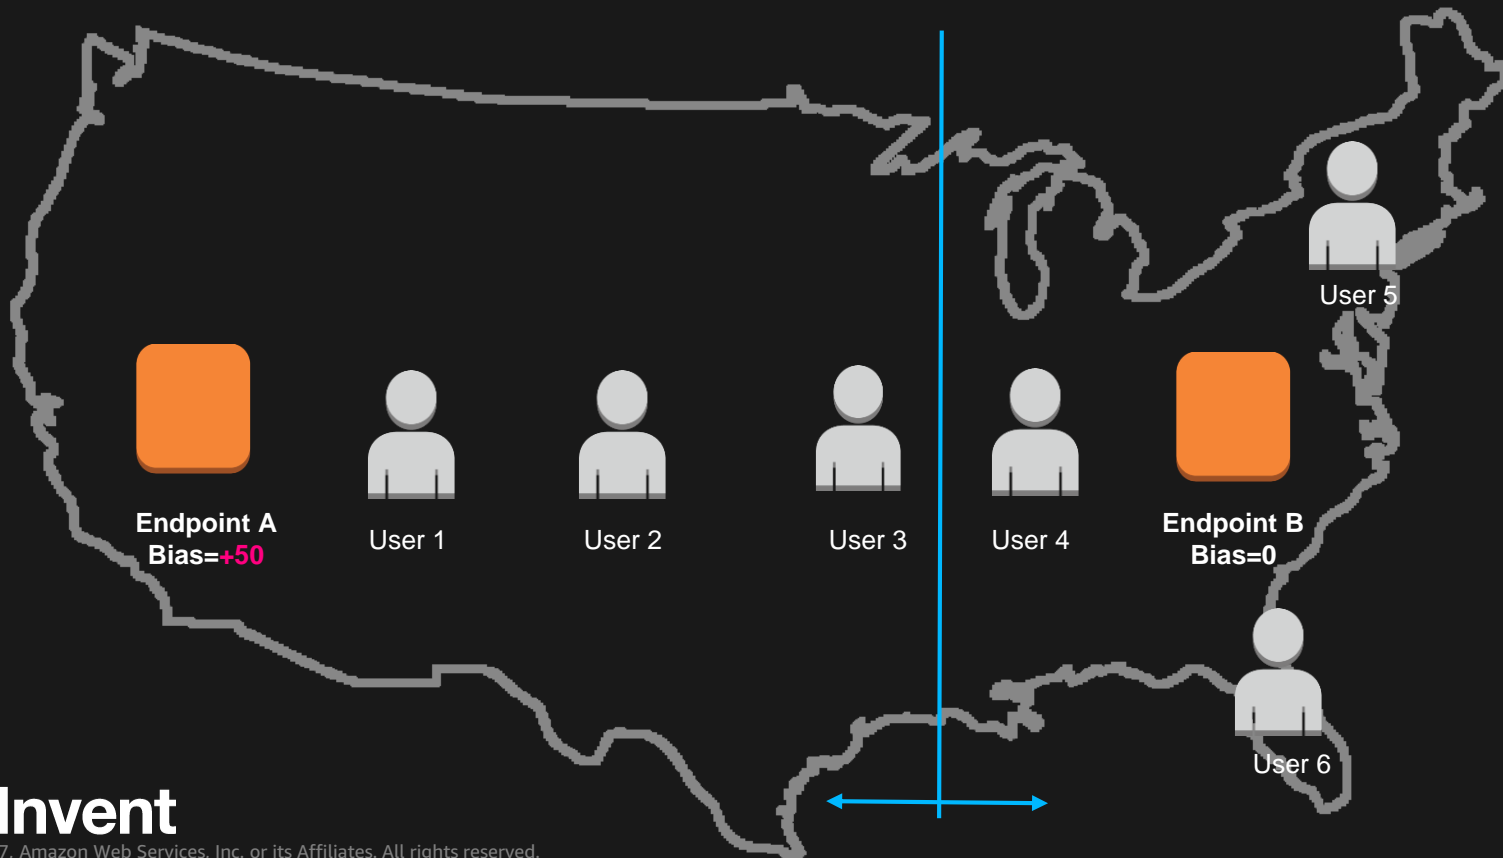 User 5
Endpoint A
Bias=+50
User 1
User 2
User 3
User 4
Endpoint B
Bias=0
User 6
Invent
7, Amazon Web Services, Inc. or its Affiliates. All rights reserved.